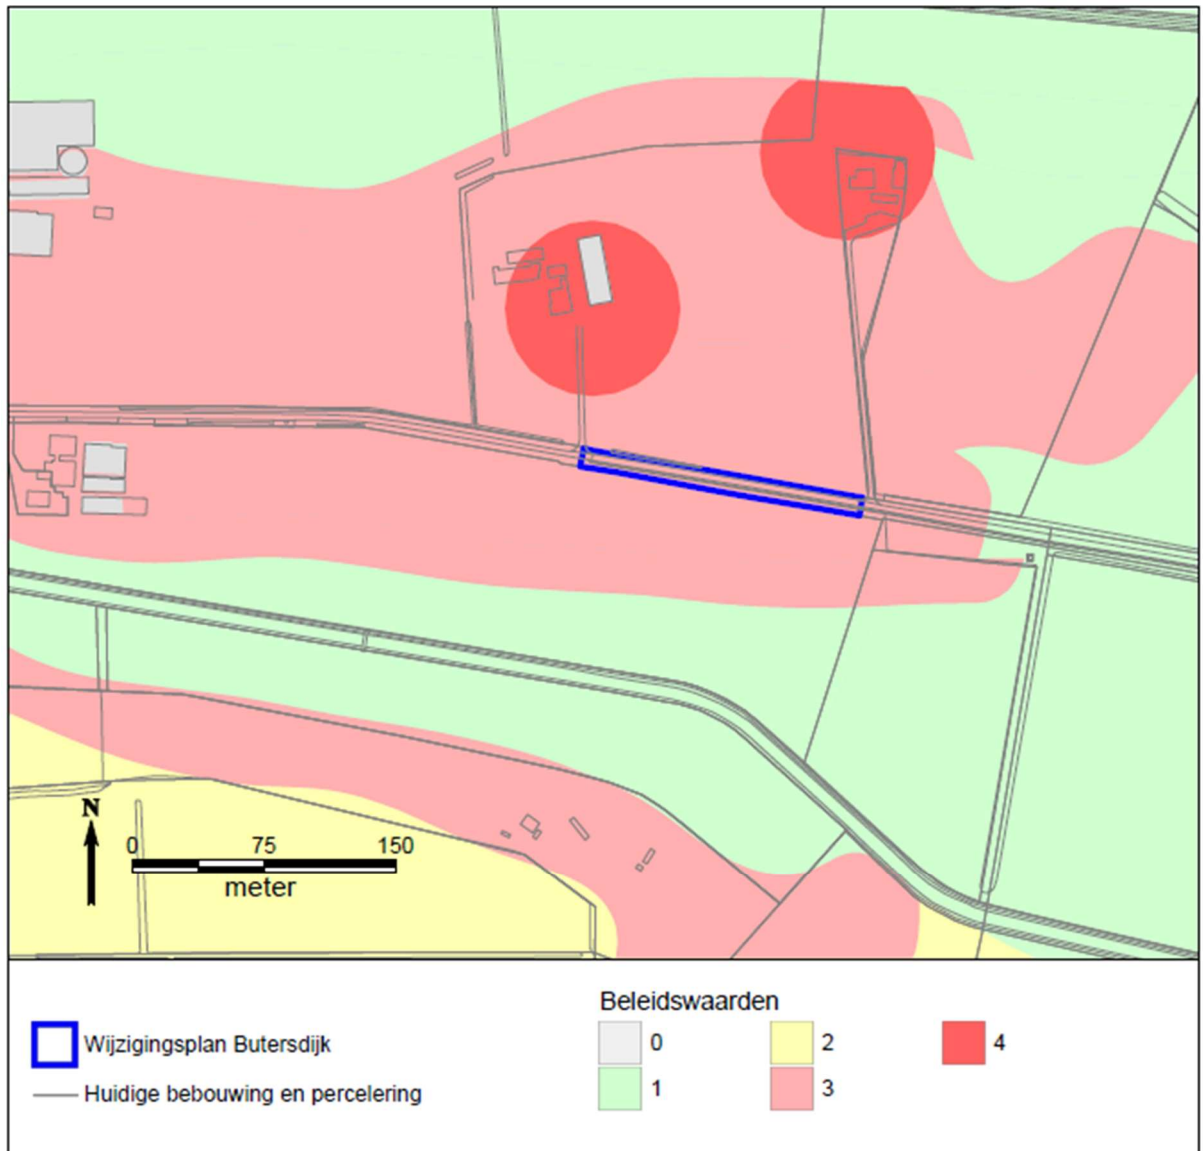 N
0 75 150
meter
Beleidswaarden
Wijzigingsplan Butersdijk
Huidige bebouwing en percelering
0 2 4
1 3